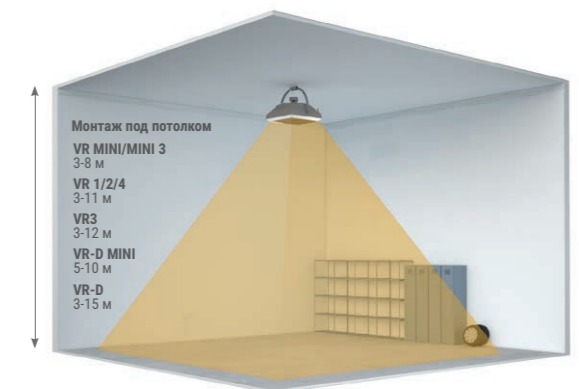 Монтаж под потолком
VR MINI/MINI 3
3-8 м
VR 1/2/4
3-11 м
VR3
3-12 м
VR-D MINI
5-10 м
VR-D
3-15 м